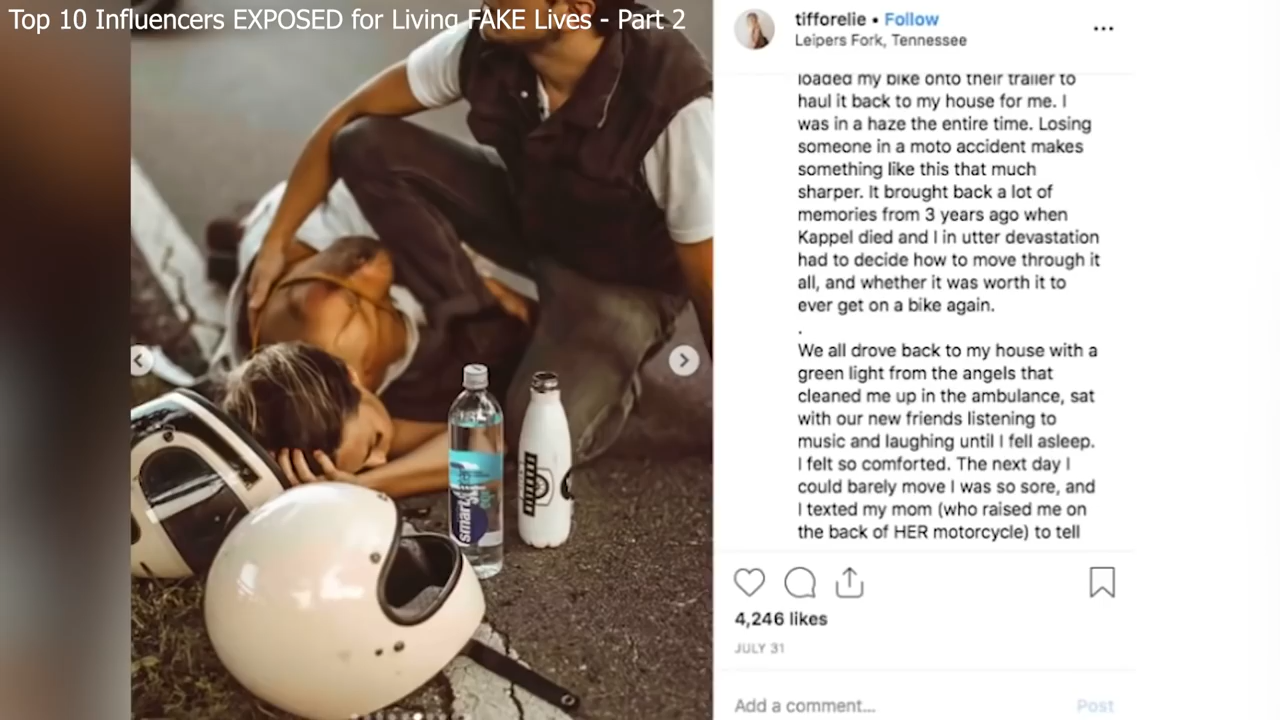 Top 10 Influencers EXPOSED for Living FAKE Lives - Part 2
tifforelie • Follow
Leipers Fork, Tennessee
loaded my bike onto their trailer to
haul it back to my house for me. I
was in a haze the entire time. Losing
someone in a moto accident makes
something like this that much
sharper. It brought back a lot of
memories from 3 years ago when
Kappel died and I in utter devastation
had to decide how to move through it
all, and whether it was worth it to
ever get on a bike again.
.
We all drove back to my house with a
green light from the angels that
cleaned me up in the ambulance, sat
with our new friends listening to
music and laughing until I fell asleep.
I felt so comforted. The next day I
could barely move I was so sore, and
I texted my mom (who raised me on
the back of HER motorcycle) to tell
4,246 likes
JULY 31
Add a comment...
Post
smart